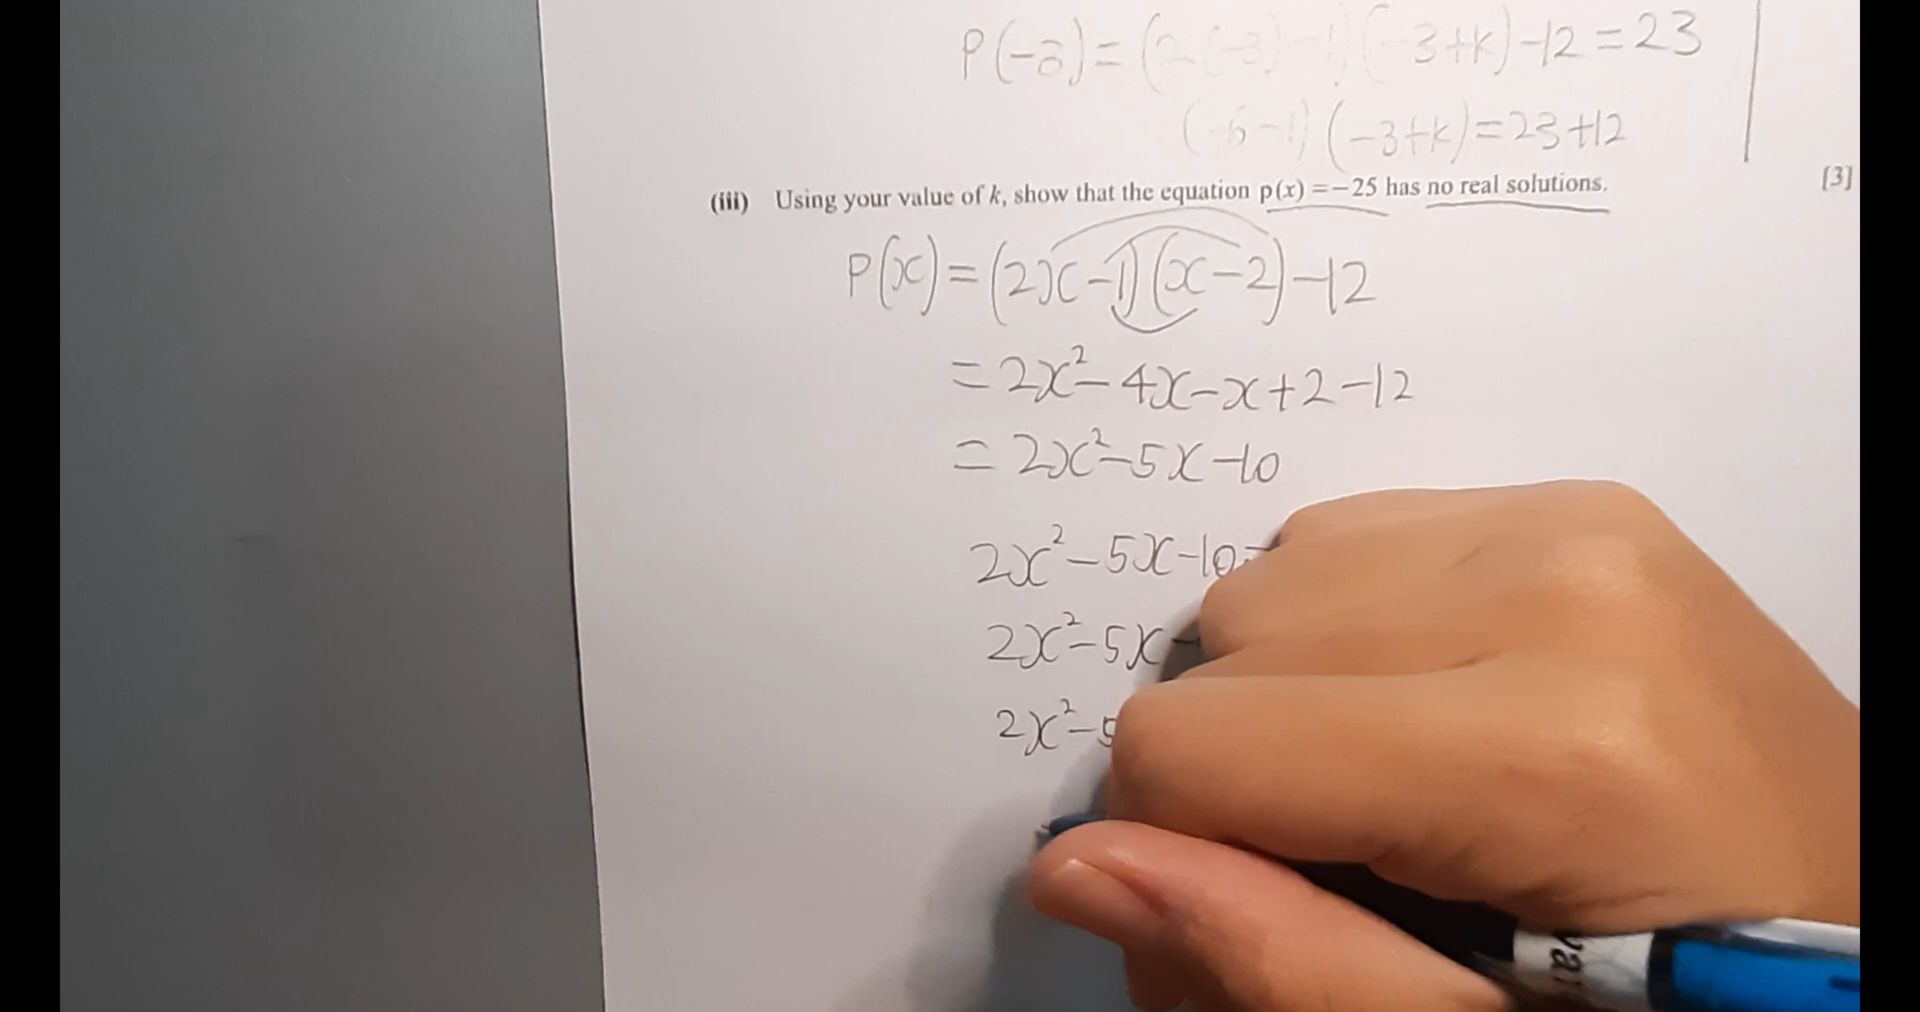 P(-3)=(2(-3)-1)(-3+k)-12=23
(-6-1)(-3+k)=23+12
(iii) Using your value of k, show that the equation p(x) =−25 has no real solutions. [3]
P(x)=(2x-1)(x-2)-12
=2x²-4x-x+2-12
=2x²-5x-10
2x²-5x-10=
2x²-5x-
2x²-5